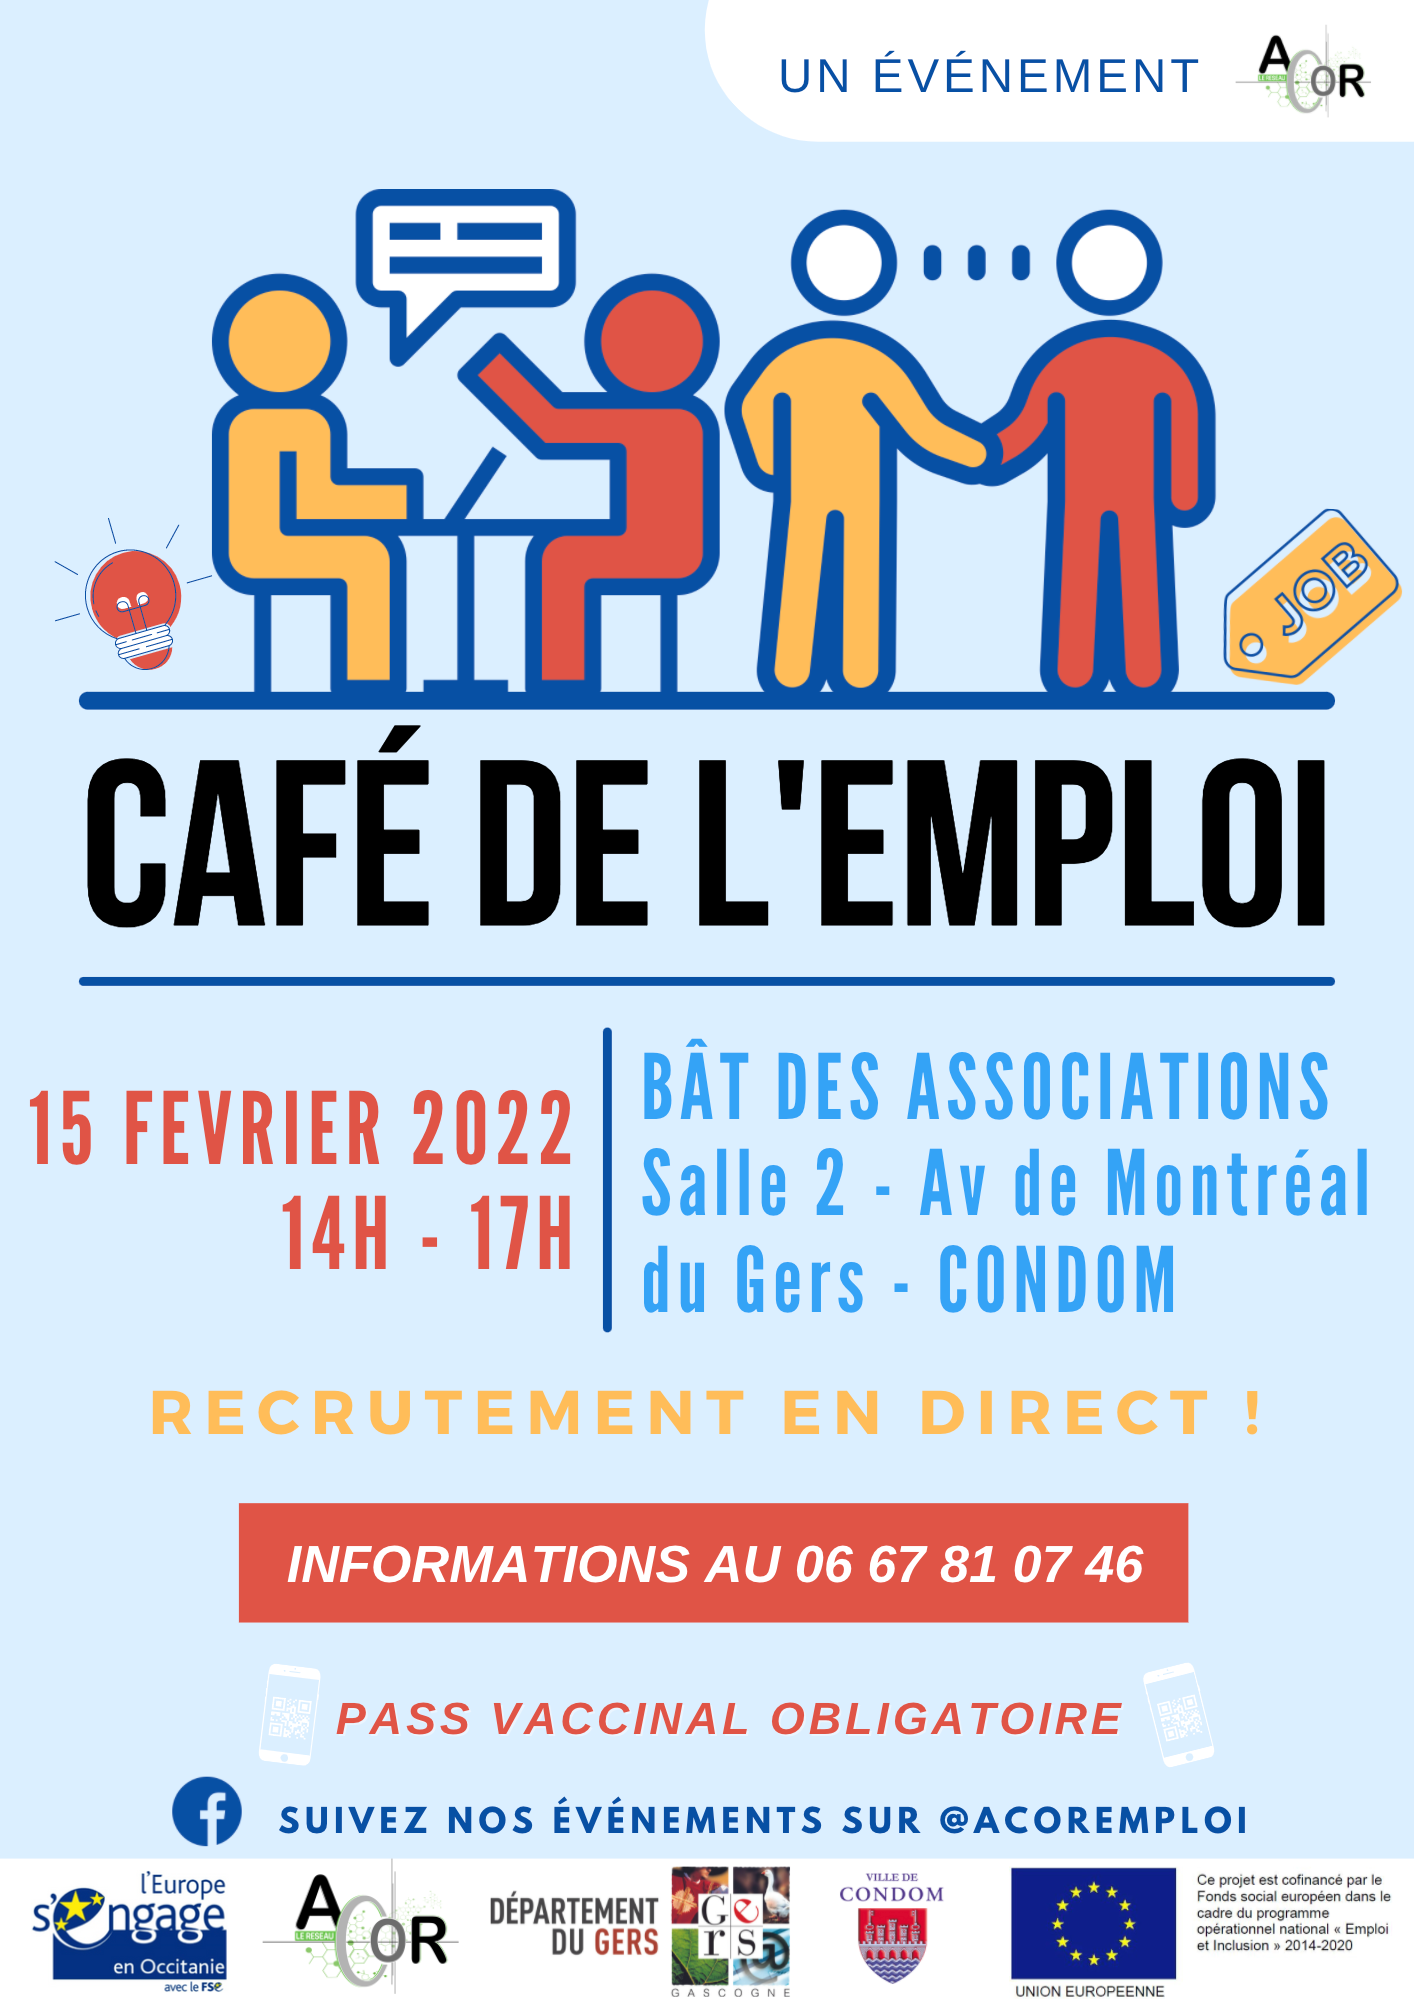 UN ÉVÉNEMENT
ACOR
LE RESEAU
JOB
CAFÉ DE L'EMPLOI
15 FEVRIER 2022
14H - 17H
BÂT DES ASSOCIATIONS
Salle 2 - Av de Montréal
du Gers - CONDOM
RECRUTEMENT EN DIRECT !
INFORMATIONS AU 06 67 81 07 46
PASS VACCINAL OBLIGATOIRE
SUIVEZ NOS ÉVÉNEMENTS SUR @ACOREMPLOI
l'Europe
s'engage
en Occitanie
avec le FSe
ACOR
LE RESEAU
DÉPARTEMENT
DU GERS
Gers
GASCOGNE
VILLE DE
CONDOM
UNION EUROPEENNE
Ce projet est cofinancé par le
Fonds social européen dans le
cadre du programme
opérationnel national « Emploi
et Inclusion » 2014-2020